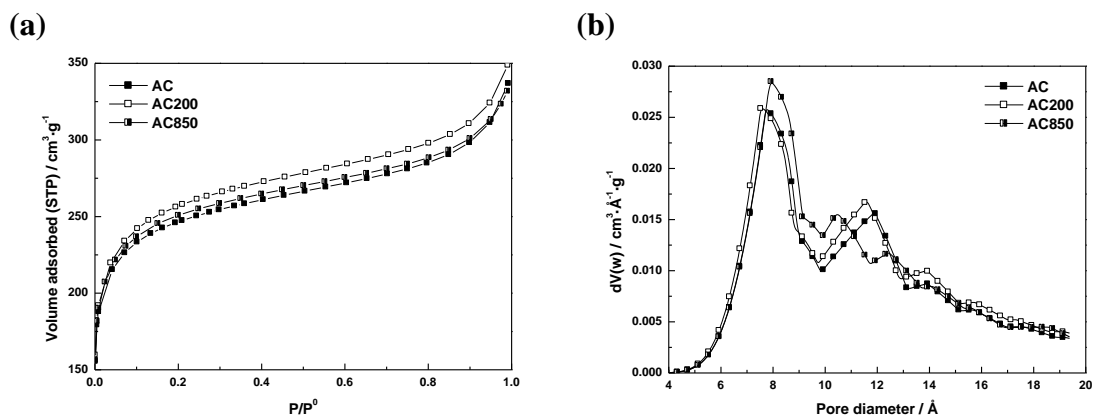 (a)
(b)
350
300
250
200
150
0.0 0.2 0.4 0.6 0.8 1.0
Volume adsorbed (STP) / cm³·g⁻¹
P/P⁰
AC
AC200
AC850
0.030
0.025
0.020
0.015
0.010
0.005
0.000
4 6 8 10 12 14 16 18 20
dV(w) / cm³·Å⁻¹·g⁻¹
Pore diameter / Å
AC
AC200
AC850